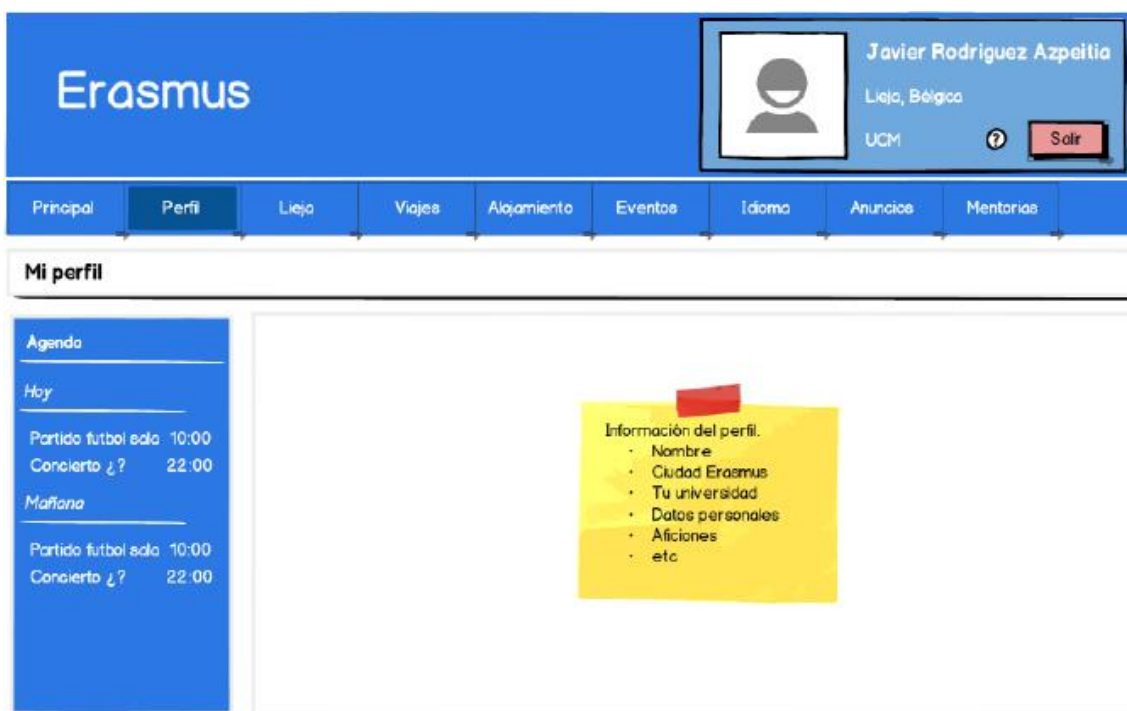 Erasmus
Javier Rodriguez Azpeitia
Lieja, Bélgica
UCM
?
Salir
Principal Perfil Lieja Viajes Alojamiento Eventos Idioma Anuncios Mentorias
Mi perfil
Agenda
Hoy
Partido futbol sala 10:00
Concierto ¿? 22:00
Mañana
Partido futbol sala 10:00
Concierto ¿? 22:00
Información del perfil.
· Nombre
· Ciudad Erasmus
· Tu universidad
· Datos personales
· Aficiones
· etc